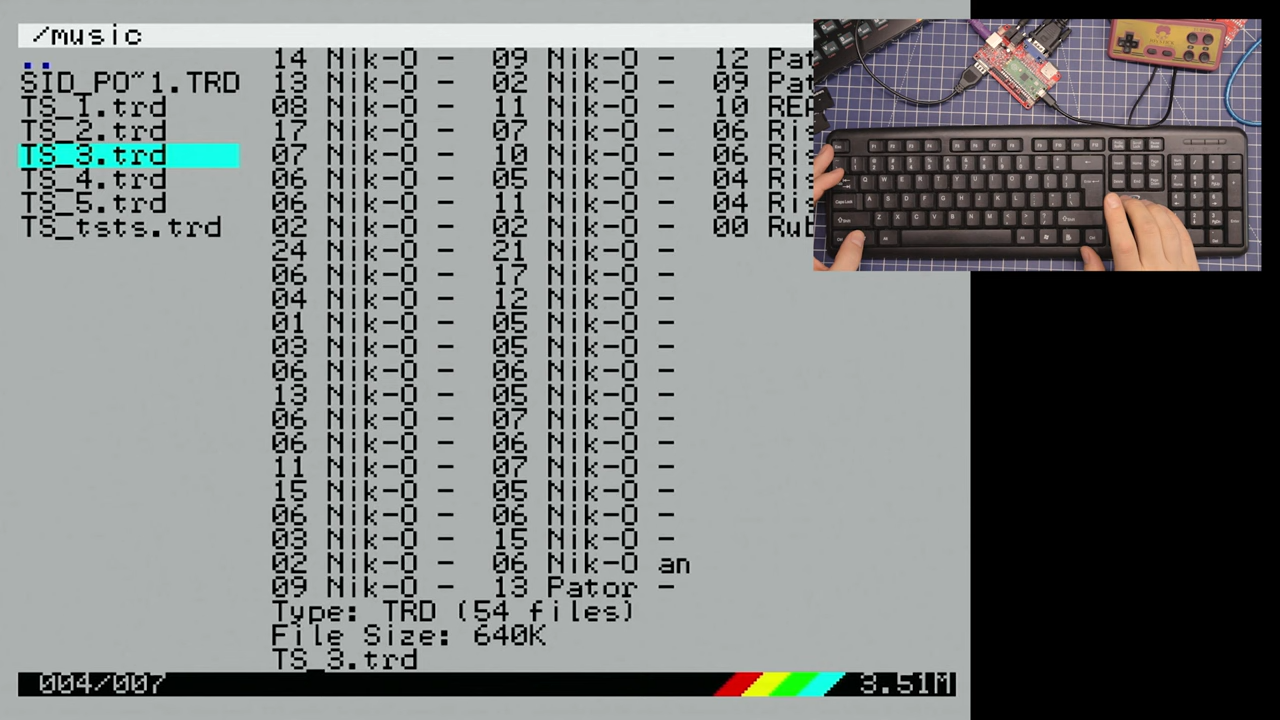 /music
..
SID_PO~1.TRD
TS_1.trd
TS_2.trd
TS_3.trd
TS_4.trd
TS_5.trd
TS_tsts.trd
14 Nik-O - 09 Nik-O - 12 Pat
13 Nik-O - 02 Nik-O - 09 Pat
08 Nik-O - 11 Nik-O - 10 REA
17 Nik-O - 07 Nik-O - 06 Ris
07 Nik-O - 10 Nik-O - 06 Ris
06 Nik-O - 05 Nik-O - 04 Ris
06 Nik-O - 11 Nik-O - 04 Ris
02 Nik-O - 02 Nik-O - 00 Rub
24 Nik-O - 21 Nik-O -
06 Nik-O - 17 Nik-O -
04 Nik-O - 12 Nik-O -
01 Nik-O - 05 Nik-O -
03 Nik-O - 05 Nik-O -
06 Nik-O - 06 Nik-O -
13 Nik-O - 05 Nik-O -
06 Nik-O - 07 Nik-O -
06 Nik-O - 06 Nik-O -
11 Nik-O - 07 Nik-O -
15 Nik-O - 05 Nik-O -
06 Nik-O - 06 Nik-O -
03 Nik-O - 15 Nik-O -
02 Nik-O - 06 Nik-O an
09 Nik-O - 13 Pator -
Type: TRD (54 files)
File Size: 640K
TS_3.trd
004/007
3.51M